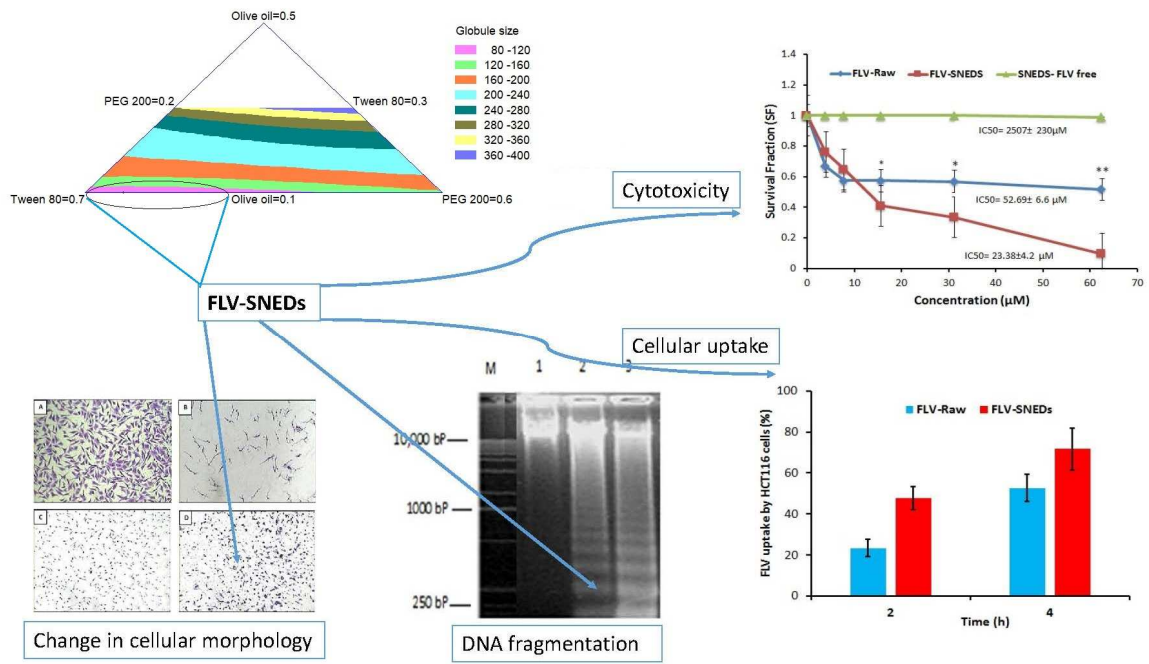 Olive oil=0.5
Globule size
80 -120
120 -160
160 -200
200 -240
240 -280
280 -320
320 -360
360 -400
PEG 200=0.2
Tween 80=0.3
Tween 80=0.7
Olive oil=0.1
PEG 200=0.6
FLV-SNEDs
Cytotoxicity
Survival Fraction (SF)
1.4
1.2
1
0.8
0.6
0.4
0.2
0
FLV-Raw
FLV-SNEDS
SNEDS- FLV free
IC50= 2507± 230μM
*
*
**
IC50= 52.69± 6.6 μM
IC50= 23.38±4.2 μM
0
10
20
30
40
50
60
70
Concentration (μM)
Cellular uptake
FLV uptake by HCT116 cells (%)
100
80
60
40
20
0
FLV-Raw
FLV-SNEDs
2
4
Time (h)
A
B
C
D
Change in cellular morphology
M
1
2
3
10,000 bP
1000 bP
250 bP
DNA fragmentation